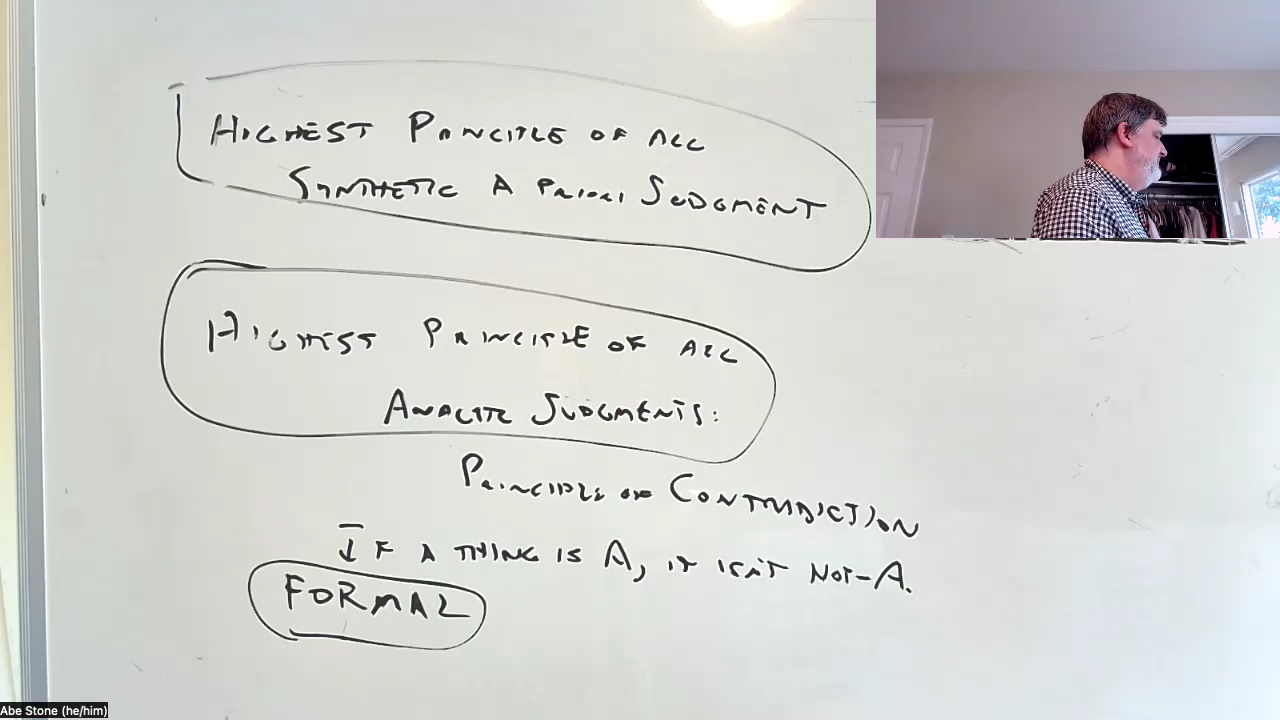 HIGHEST PRINCIPLE OF ALL
SYNTHETIC A PRIORI JUDGMENT
HIGHEST PRINCIPLE OF ALL
ANALYTIC JUDGMENTS:
PRINCIPLE OF CONTRADICTION
IF A THING IS A, IT ISN'T NOT-A.
FORMAL
Abe Stone (he/him)